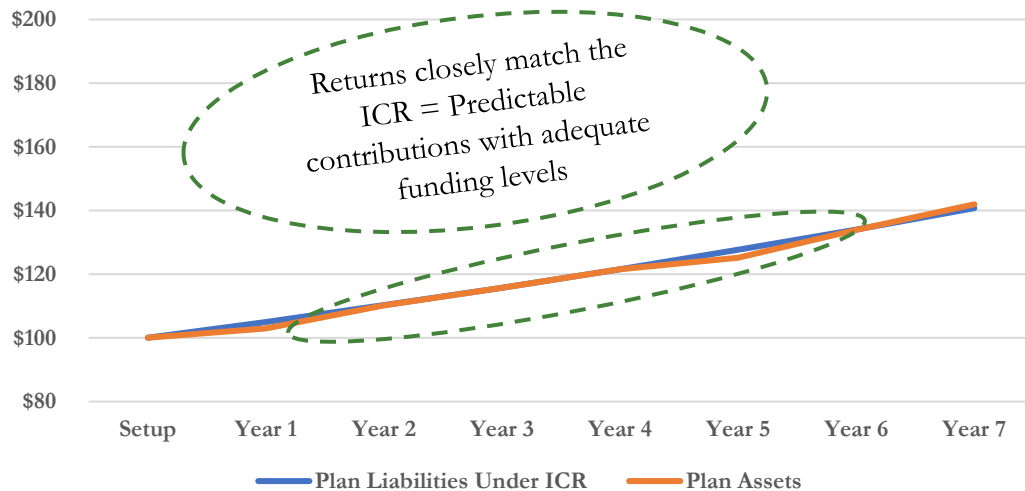 $200
$180
$160
$140
$120
$100
$80
Returns closely match the
ICR = Predictable
contributions with adequate
funding levels
Setup Year 1 Year 2 Year 3 Year 4 Year 5 Year 6 Year 7
Plan Liabilities Under ICR Plan Assets